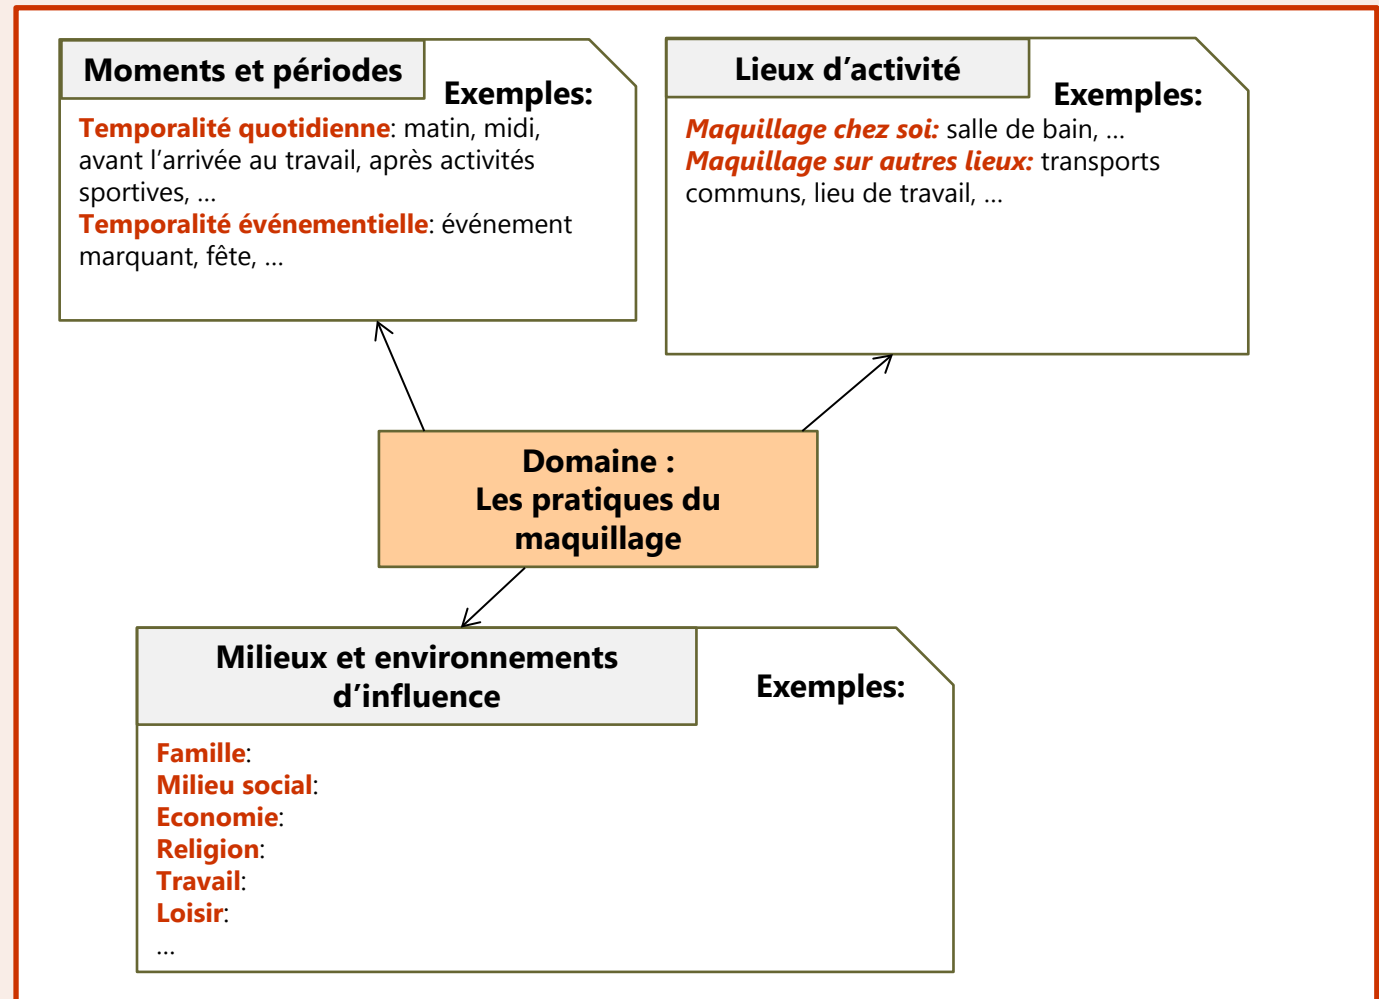 Moments et périodes
Exemples:
Temporalité quotidienne: matin, midi,
avant l’arrivée au travail, après activités
sportives, …
Temporalité événementielle: événement
marquant, fête, …
Lieux d’activité
Exemples:
Maquillage chez soi: salle de bain, …
Maquillage sur autres lieux: transports
communs, lieu de travail, …
Domaine :
Les pratiques du
maquillage
Milieux et environnements
d’influence
Exemples:
Famille:
Milieu social:
Economie:
Religion:
Travail:
Loisir:
…